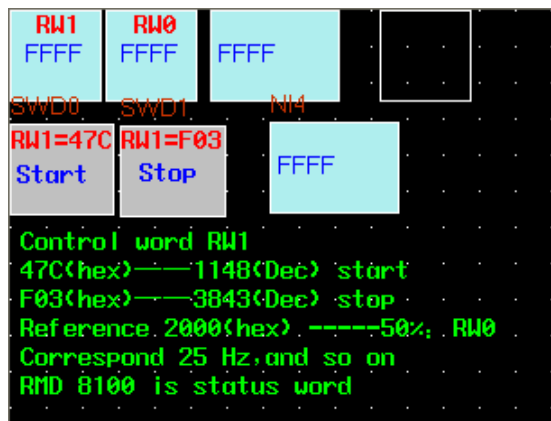 RW1 RW0
FFFF FFFF FFFF
SWD0 SWD1 NI4
RW1=47C RW1=F03
Start Stop FFFF
Control word RW1
47C(hex)——1148(Dec) start
F03(hex)——3843(Dec) stop
Reference 2000(hex) -----50%; RW0
Correspond 25 Hz,and so on
RMD 8100 is status word